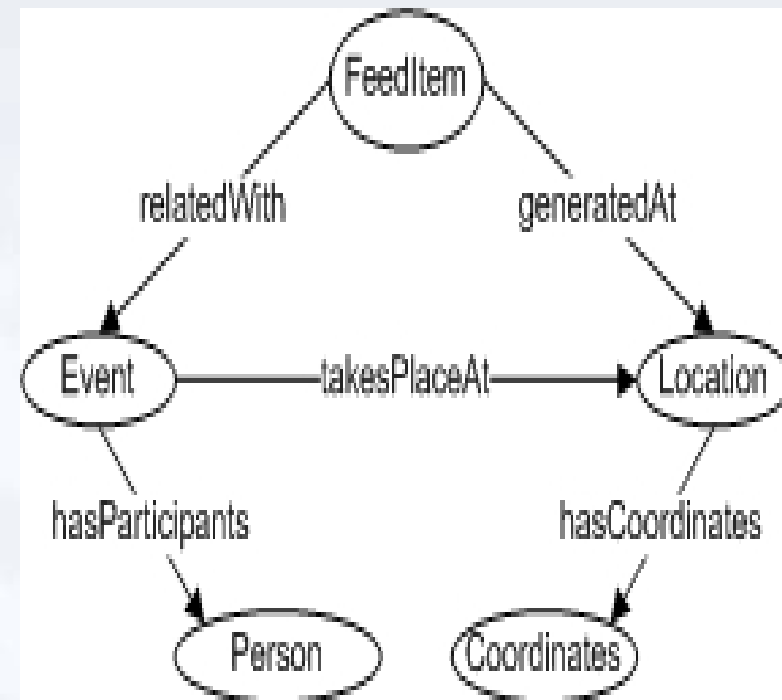 FeedItem
relatedWith generatedAt
Event takesPlaceAt Location
hasParticipants hasCoordinates
Person Coordinates